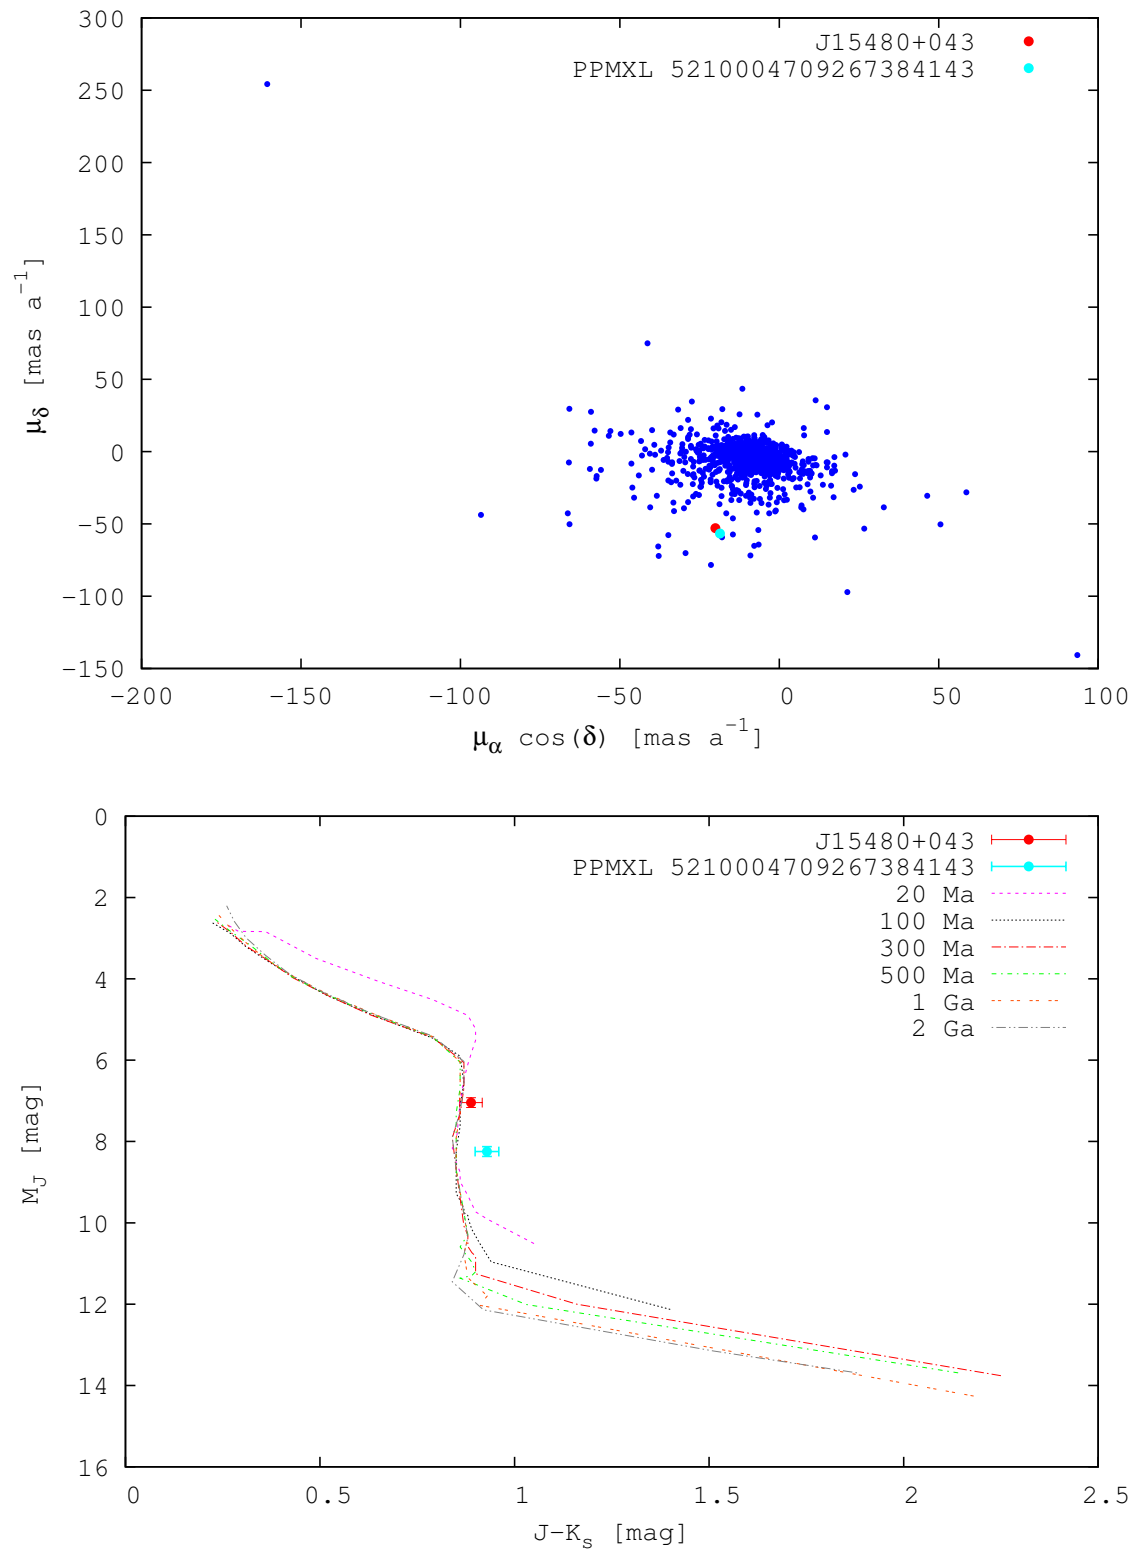 300
250
200
150
100
50
0
−50
−100
−150
−200
−150
−100
−50
0
50
100
μδ [mas a−1]
μα cos(δ) [mas a−1]
J15480+043
PPMXL 5210004709267384143
0
2
4
6
8
10
12
14
16
0
0.5
1
1.5
2
2.5
MJ [mag]
J−Ks [mag]
J15480+043
PPMXL 5210004709267384143
20 Ma
100 Ma
300 Ma
500 Ma
1 Ga
2 Ga